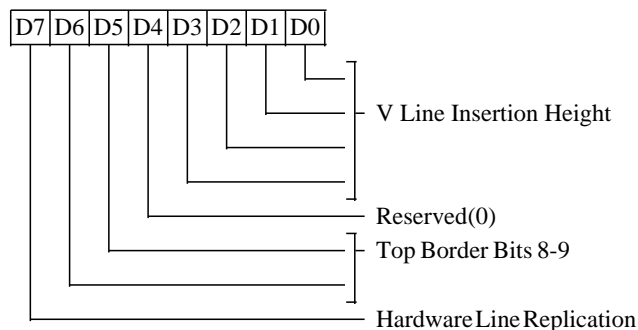 D7 D6 D5 D4 D3 D2 D1 D0
V Line Insertion Height
Reserved(0)
Top Border Bits 8-9
Hardware Line Replication